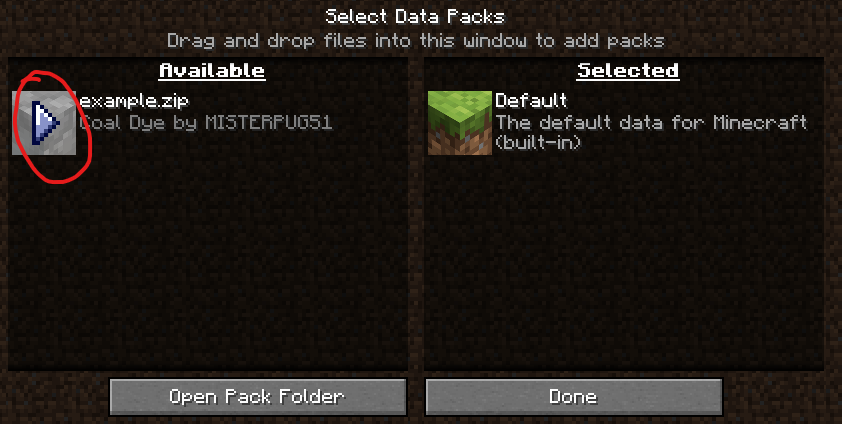 Select Data Packs
Drag and drop files into this window to add packs
Available
example.zip
Coal Dye by MISTERPUG51
Selected
Default
The default data for Minecraft
(built-in)
Open Pack Folder
Done